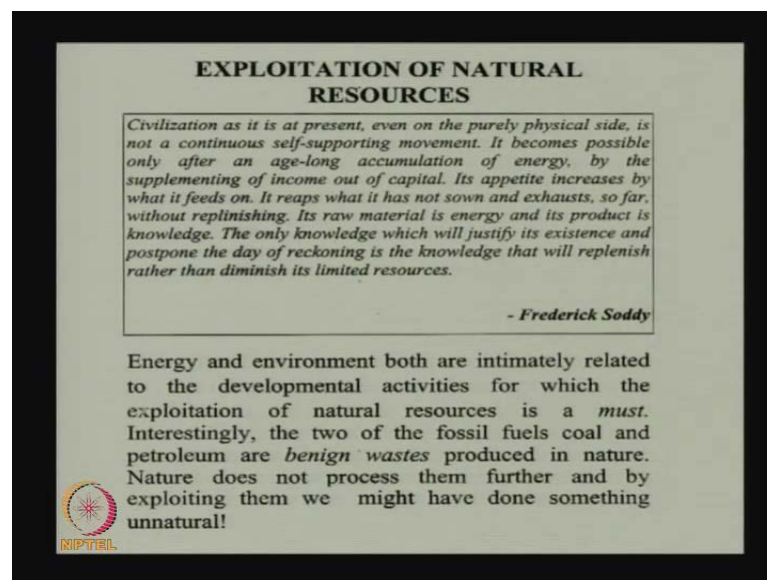 EXPLOITATION OF NATURAL
RESOURCES
Civilization as it is at present, even on the purely physical side, is
not a continuous self-supporting movement. It becomes possible
only after an age-long accumulation of energy, by the
supplementing of income out of capital. Its appetite increases by
what it feeds on. It reaps what it has not sown and exhausts, so far,
without replinishing. Its raw material is energy and its product is
knowledge. The only knowledge which will justify its existence and
postpone the day of reckoning is the knowledge that will replenish
rather than diminish its limited resources.
- Frederick Soddy
Energy and environment both are intimately related
to the developmental activities for which the
exploitation of natural resources is a must.
Interestingly, the two of the fossil fuels coal and
petroleum are benign wastes produced in nature.
Nature does not process them further and by
exploiting them we might have done something
unnatural!
NPTEL